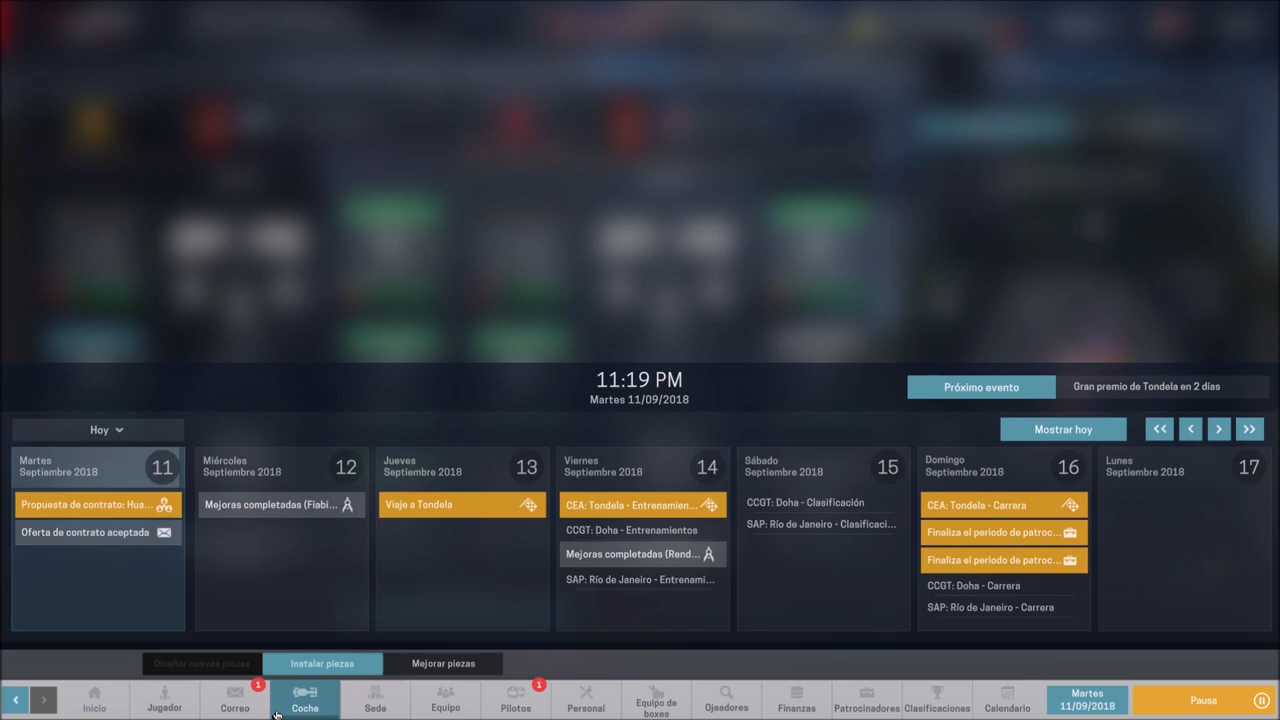 11:19 PM
Martes 11/09/2018
Próximo evento
Gran premio de Tondela en 2 días
Hoy
Mostrar hoy
Martes
Septiembre 2018
11
Propuesta de contrato: Hua...
Oferta de contrato aceptada
Miércoles
Septiembre 2018
12
Mejoras completadas (Fiabi...
Jueves
Septiembre 2018
13
Viaje a Tondela
Viernes
Septiembre 2018
14
CEA: Tondela - Entrenamien...
CCGT: Doha - Entrenamientos
Mejoras completadas (Rend...
SAP: Río de Janeiro - Entrenami...
Sábado
Septiembre 2018
15
CCGT: Doha - Clasificación
SAP: Río de Janeiro - Clasificaci...
Domingo
Septiembre 2018
16
CEA: Tondela - Carrera
Finaliza el periodo de patroc...
Finaliza el periodo de patroc...
CCGT: Doha - Carrera
SAP: Río de Janeiro - Carrera
Lunes
Septiembre 2018
17
Diseñar nuevas piezas
Instalar piezas
Mejorar piezas
Inicio
Jugador
1
Correo
Coche
Sede
Equipo
1
Pilotos
Personal
Equipo de
boxes
Ojeadores
Finanzas
Patrocinadores
Clasificaciones
Calendario
Martes
11/09/2018
Pausa